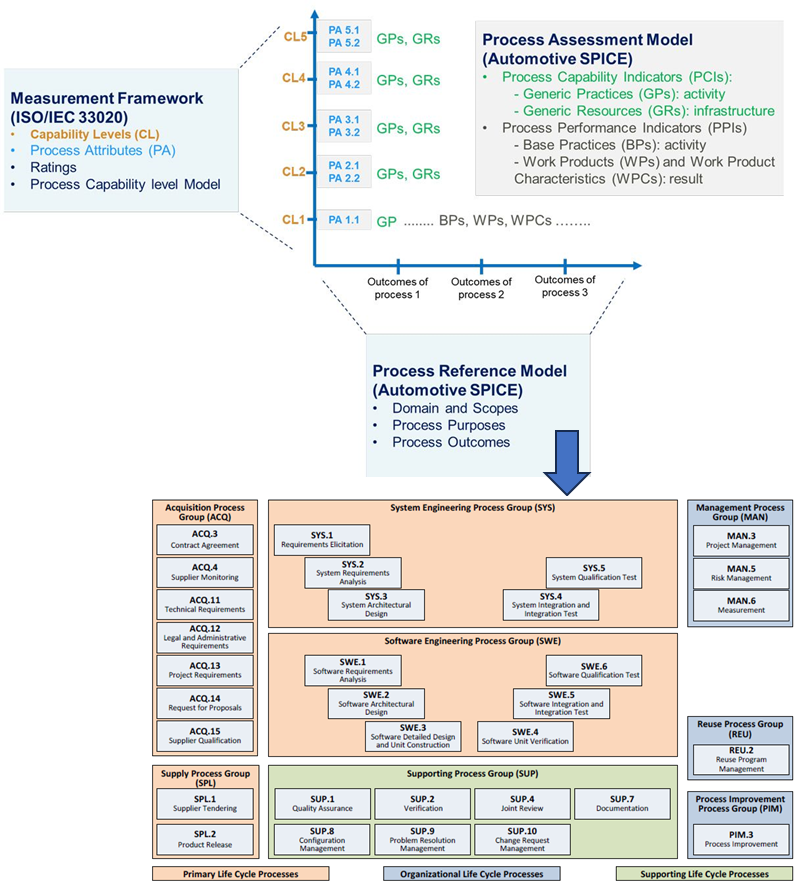 CL5
PA 5.1
PA 5.2
GPs, GRs
CL4
PA 4.1
PA 4.2
GPs, GRs
CL3
PA 3.1
PA 3.2
GPs, GRs
CL2
PA 2.1
PA 2.2
GPs, GRs
CL1
PA 1.1
GP ........ BPs, WPs, WPCs ........
Process Assessment Model
(Automotive SPICE)
• Process Capability Indicators (PCIs):
- Generic Practices (GPs): activity
- Generic Resources (GRs): infrastructure
• Process Performance Indicators (PPIs)
- Base Practices (BPs): activity
- Work Products (WPs) and Work Product
Characteristics (WPCs): result
Measurement Framework
(ISO/IEC 33020)
• Capability Levels (CL)
• Process Attributes (PA)
• Ratings
• Process Capability level Model
Outcomes of
process 1
Outcomes of
process 2
Outcomes of
process 3
Process Reference Model
(Automotive SPICE)
• Domain and Scopes
• Process Purposes
• Process Outcomes
Acquisition Process
Group (ACQ)
ACQ.3
Contract Agreement
ACQ.4
Supplier Monitoring
ACQ.11
Technical Requirements
ACQ.12
Legal and Administrative
Requirements
ACQ.13
Project Requirements
ACQ.14
Request for Proposals
ACQ.15
Supplier Qualification
System Engineering Process Group (SYS)
SYS.1
Requirements Elicitation
SYS.2
System Requirements
Analysis
SYS.3
System Architectural
Design
SYS.5
System Qualification Test
SYS.4
System Integration and
Integration Test
Management Process
Group (MAN)
MAN.3
Project Management
MAN.5
Risk Management
MAN.6
Measurement
Software Engineering Process Group (SWE)
SWE.1
Software Requirements
Analysis
SWE.2
Software Architectural
Design
SWE.3
Software Detailed Design
and Unit Construction
SWE.6
Software Qualification Test
SWE.5
Software Integration and
Integration Test
SWE.4
Software Unit Verification
Reuse Process Group
(REU)
REU.2
Reuse Program
Management
Supply Process Group
(SPL)
SPL.1
Supplier Tendering
SPL.2
Product Release
Supporting Process Group (SUP)
SUP.1
Quality Assurance
SUP.2
Verification
SUP.4
Joint Review
SUP.7
Documentation
SUP.8
Configuration
Management
SUP.9
Problem Resolution
Management
SUP.10
Change Request
Management
Process Improvement
Process Group (PIM)
PIM.3
Process Improvement
Primary Life Cycle Processes
Organizational Life Cycle Processes
Supporting Life Cycle Processes